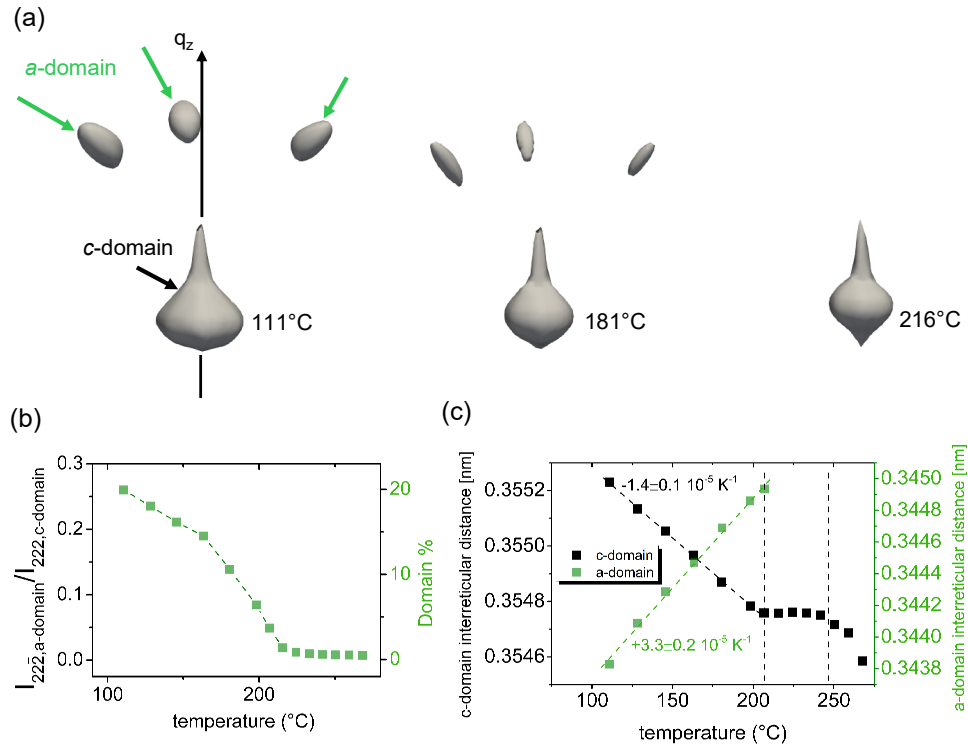 (a)
q_z
a-domain
c-domain
111°C
181°C
216°C
(b)
I_222,a-domain/I_222,c-domain
0.3
0.2
0.1
0.0
20
10
0
Domain %
100
200
temperature (°C)
(c)
c-domain interreticular distance [nm]
0.3552
0.3550
0.3548
0.3546
-1.4±0.1 10⁻⁵ K⁻¹
c-domain
a-domain
+3.3±0.2 10⁻⁵ K⁻¹
0.3450
0.3448
0.3446
0.3444
0.3442
0.3440
0.3438
a-domain interreticular distance [nm]
100
150
200
250
temperature (°C)